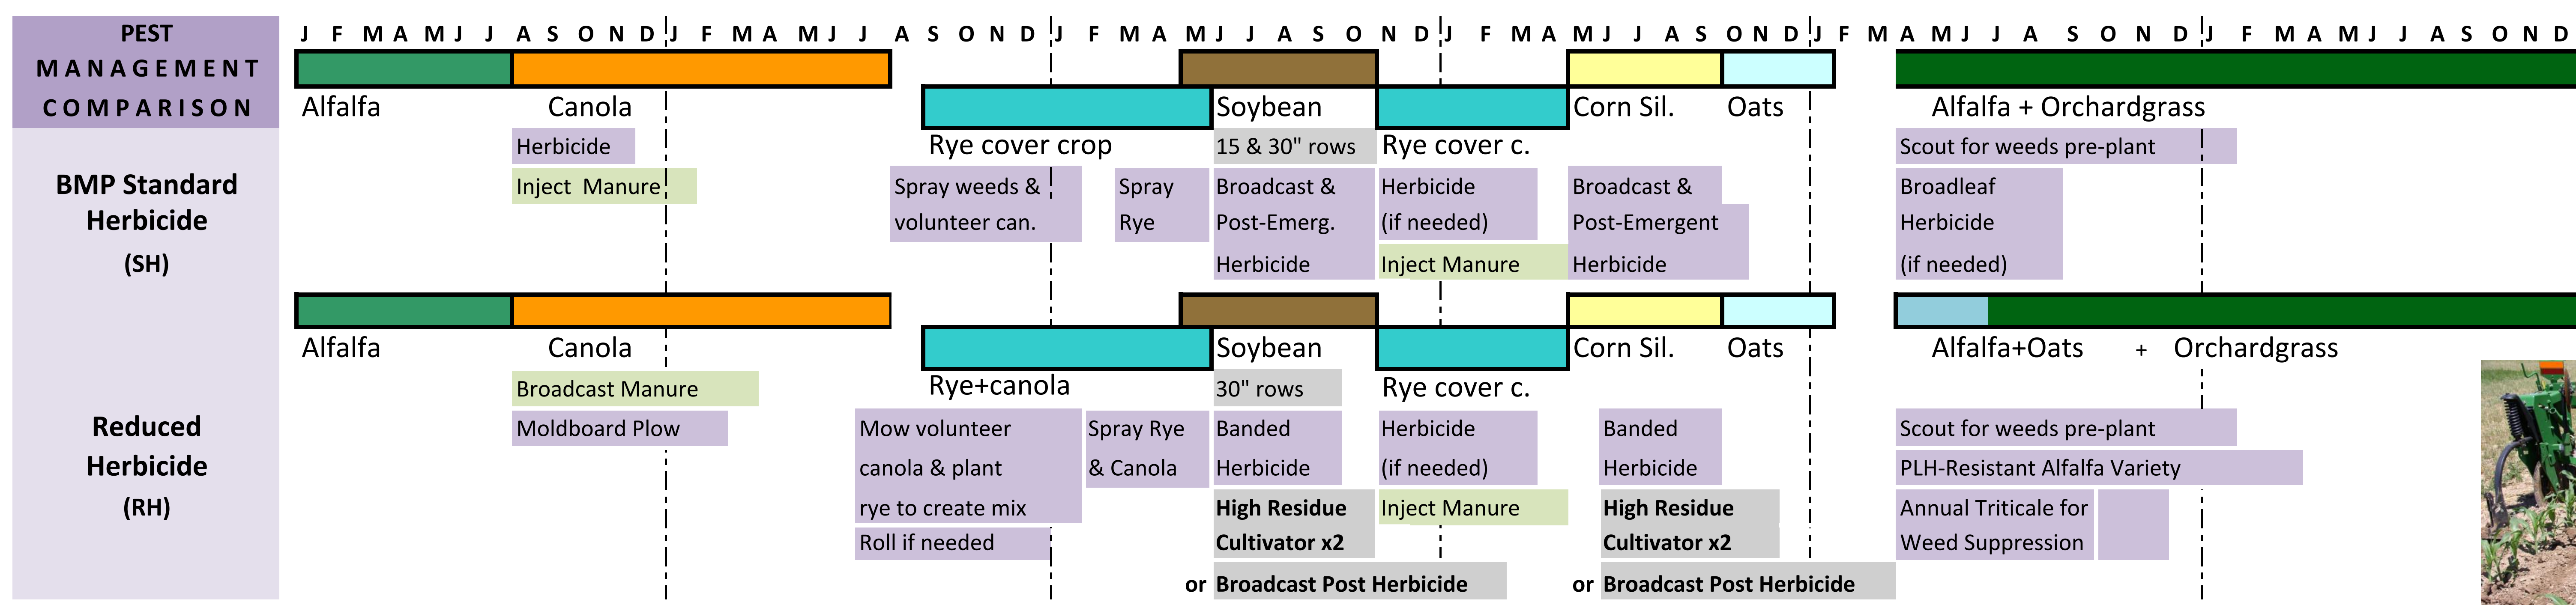 PEST
MANAGEMENT
COMPARISON
J F M A M J J A S O N D J F M A M J J A S O N D J F M A M J J A S O N D J F M A M J J A S O N D J F M A M J J A S O N D J F M A M J J A S O N D
Alfalfa Canola Soybean Corn Sil. Oats Alfalfa + Orchardgrass
Herbicide Rye cover crop 15 & 30" rows Rye cover c. Scout for weeds pre-plant
BMP Standard
Herbicide
(SH)
Inject Manure Spray weeds & Spray Broadcast & Herbicide Broadcast & Broadleaf
volunteer can. Rye Post-Emerg. (if needed) Post-Emergent Herbicide
Herbicide Inject Manure Herbicide (if needed)
Alfalfa Canola Soybean Corn Sil. Oats Alfalfa+Oats + Orchardgrass
Broadcast Manure Rye+canola 30" rows Rye cover c.
Reduced
Herbicide
(RH)
Moldboard Plow Mow volunteer Spray Rye Banded Herbicide Banded Scout for weeds pre-plant
canola & plant & Canola Herbicide (if needed) Herbicide PLH-Resistant Alfalfa Variety
rye to create mix High Residue Inject Manure High Residue Annual Triticale for
Roll if needed Cultivator x2 Cultivator x2 Weed Suppression
or Broadcast Post Herbicide or Broadcast Post Herbicide